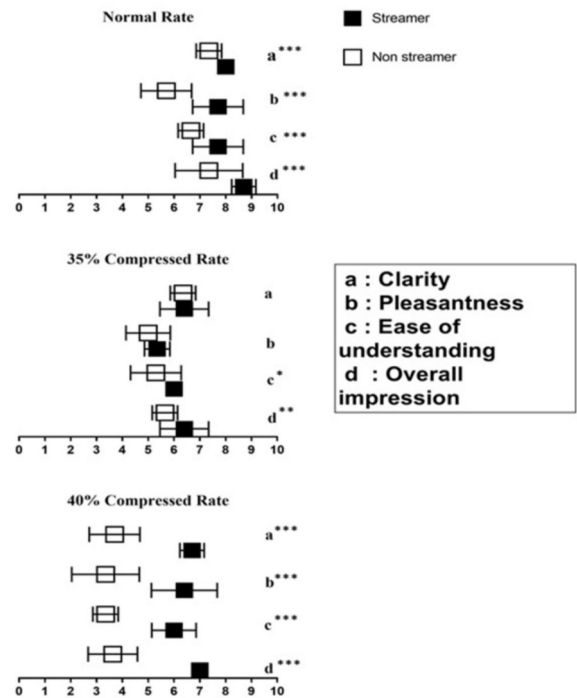 Normal Rate
Streamer
Non streamer
a***
b***
c***
d***
0 1 2 3 4 5 6 7 8 9 10
35% Compressed Rate
a
b
c*
d**
0 1 2 3 4 5 6 7 8 9 10
a : Clarity
b : Pleasantness
c : Ease of
understanding
d : Overall
impression
40% Compressed Rate
a***
b***
c***
d***
0 1 2 3 4 5 6 7 8 9 10